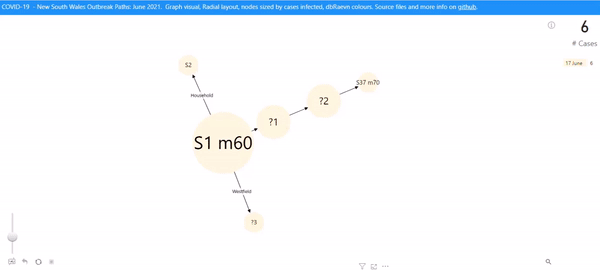 COVID-19 - New South Wales Outbreak Paths: June 2021. Graph visual, Radial layout, nodes sized by cases infected, dbRaevn colours. Source files and more info on github.
6
# Cases
17 June 6
S2
S37 m70
Household
?2
?1
S1 m60
Westfield
?3